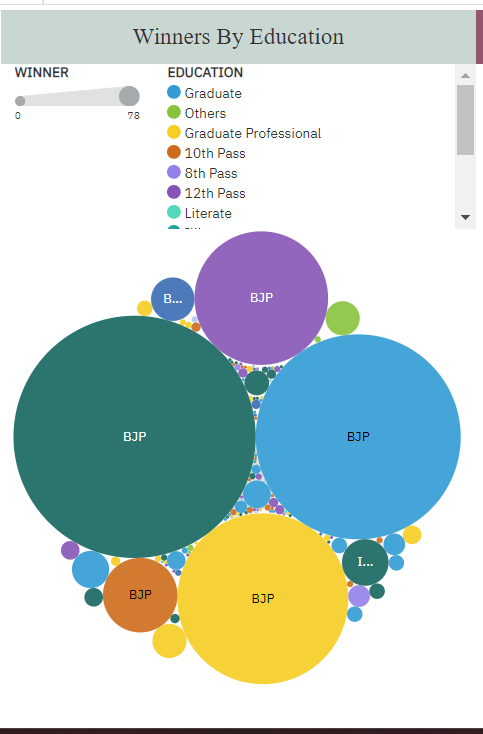 Winners By Education
WINNER
0
78
EDUCATION
Graduate
Others
Graduate Professional
10th Pass
8th Pass
12th Pass
Literate
B...
BJP
BJP
BJP
I...
BJP
BJP